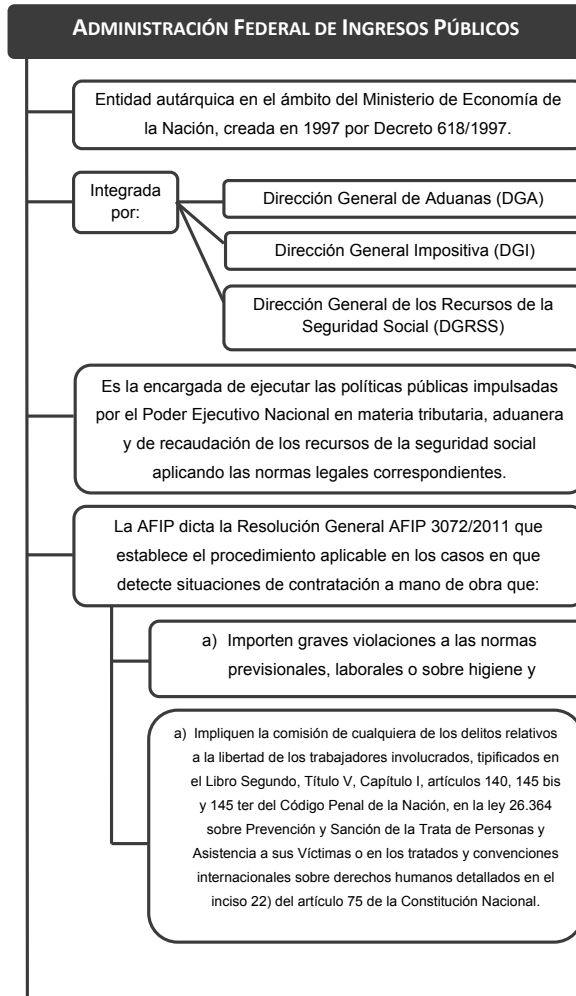 ADMINISTRACIÓN FEDERAL DE INGRESOS PÚBLICOS
Entidad autárquica en el ámbito del Ministerio de Economía de
la Nación, creada en 1997 por Decreto 618/1997.
Integrada
por:
Dirección General de Aduanas (DGA)
Dirección General Impositiva (DGI)
Dirección General de los Recursos de la
Seguridad Social (DGRSS)
Es la encargada de ejecutar las políticas públicas impulsadas
por el Poder Ejecutivo Nacional en materia tributaria, aduanera
y de recaudación de los recursos de la seguridad social
aplicando las normas legales correspondientes.
La AFIP dicta la Resolución General AFIP 3072/2011 que
establece el procedimiento aplicable en los casos en que
detecte situaciones de contratación a mano de obra que:
a) Importen graves violaciones a las normas
previsionales, laborales o sobre higiene y
a) Impliquen la comisión de cualquiera de los delitos relativos
a la libertad de los trabajadores involucrados, tipificados en
el Libro Segundo, Título V, Capítulo I, artículos 140, 145 bis
y 145 ter del Código Penal de la Nación, en la ley 26.364
sobre Prevención y Sanción de la Trata de Personas y
Asistencia a sus Víctimas o en los tratados y convenciones
internacionales sobre derechos humanos detallados en el
inciso 22) del artículo 75 de la Constitución Nacional.